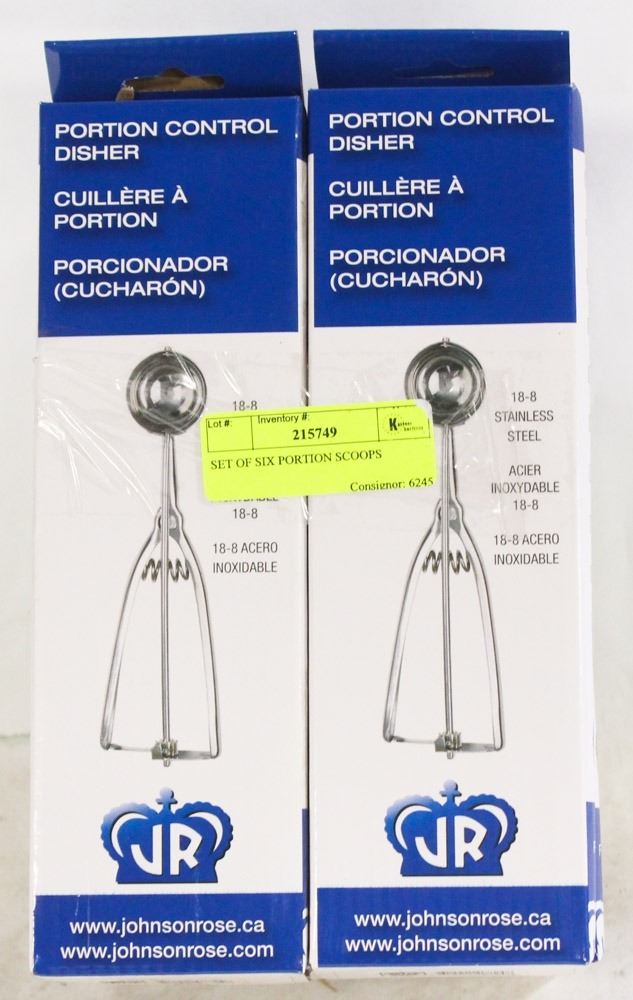 PORTION CONTROL
DISHER
CUILLÈRE À
PORTION
PORCIONADOR
(CUCHARÓN)
18-8
18-8
18-8 ACERO
INOXIDABLE
JR
www.johnsonrose.ca
www.johnsonrose.com
PORTION CONTROL
DISHER
CUILLÈRE À
PORTION
PORCIONADOR
(CUCHARÓN)
18-8
STAINLESS
STEEL
ACIER
INOXYDABLE
18-8
18-8 ACERO
INOXIDABLE
JR
www.johnsonrose.ca
www.johnsonrose.com
Lot #: Inventory #:
215749
SET OF SIX PORTION SCOOPS
Consignor: 6245